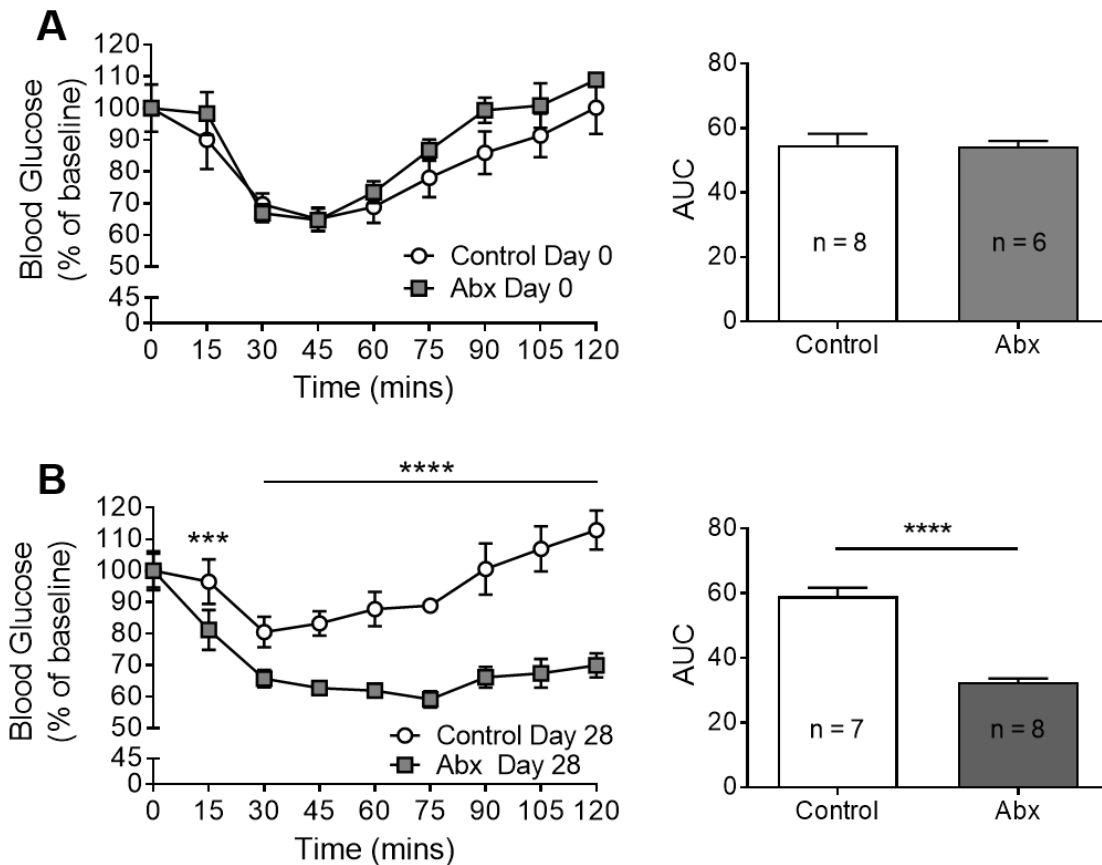 A
Blood Glucose
(% of baseline)
120
110
100
90
80
70
60
50
45
0
Control Day 0
Abx Day 0
0 15 30 45 60 75 90 105 120
Time (mins)
AUC
80
60
40
20
0
n = 8 n = 6
Control Abx
B
****
***
Blood Glucose
(% of baseline)
120
110
100
90
80
70
60
50
45
0
Control Day 28
Abx Day 28
0 15 30 45 60 75 90 105 120
Time (mins)
AUC
80
60
40
20
0
****
n = 7 n = 8
Control Abx